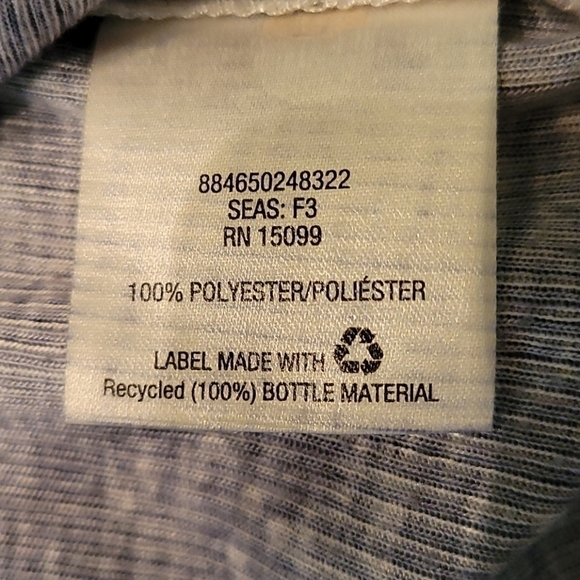 884650248322
SEAS: F3
RN 15099
100% POLYESTER/POLIÉSTER
LABEL MADE WITH
Recycled (100%) BOTTLE MATERIAL